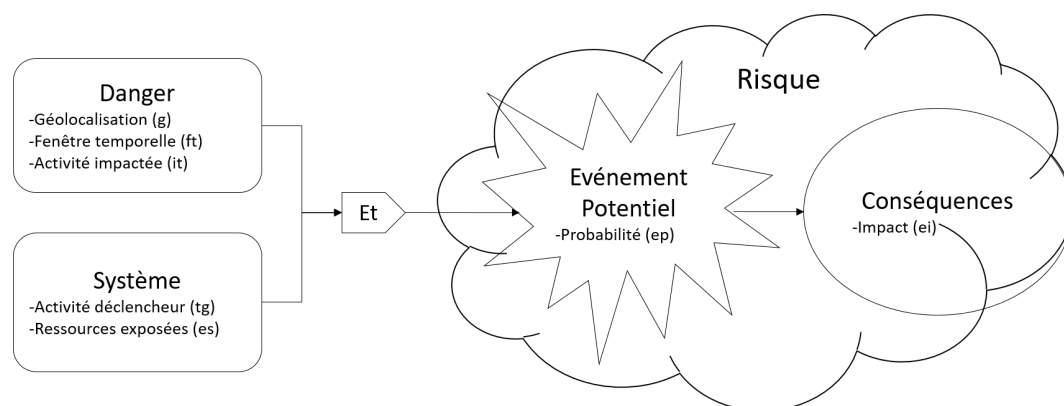 Danger
-Géolocalisation (g)
-Fenêtre temporelle (ft)
-Activité impactée (it)
Système
-Activité déclencheur (tg)
-Ressources exposées (es)
Et
Risque
Evénement
Potentiel
-Probabilité (ep)
Conséquences
-Impact (ei)